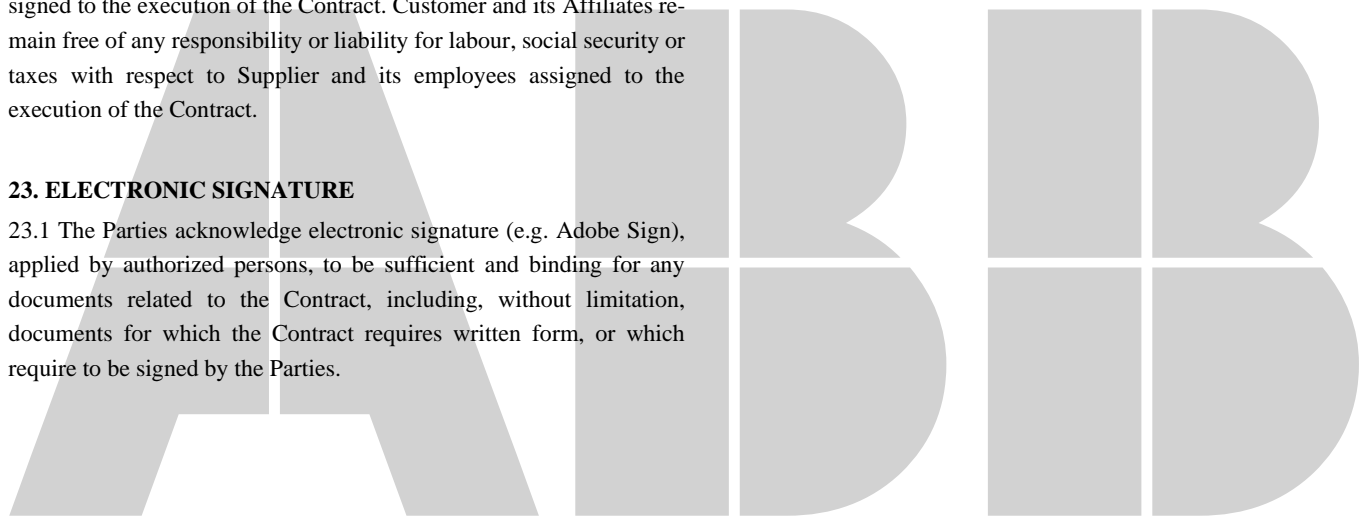 signed to the execution of the Contract. Customer and its Affiliates re-
main free of any responsibility or liability for labour, social security or
taxes with respect to Supplier and its employees assigned to the
execution of the Contract.
23. ELECTRONIC SIGNATURE
23.1 The Parties acknowledge electronic signature (e.g. Adobe Sign),
applied by authorized persons, to be sufficient and binding for any
documents related to the Contract, including, without limitation,
documents for which the Contract requires written form, or which
require to be signed by the Parties.
ABB